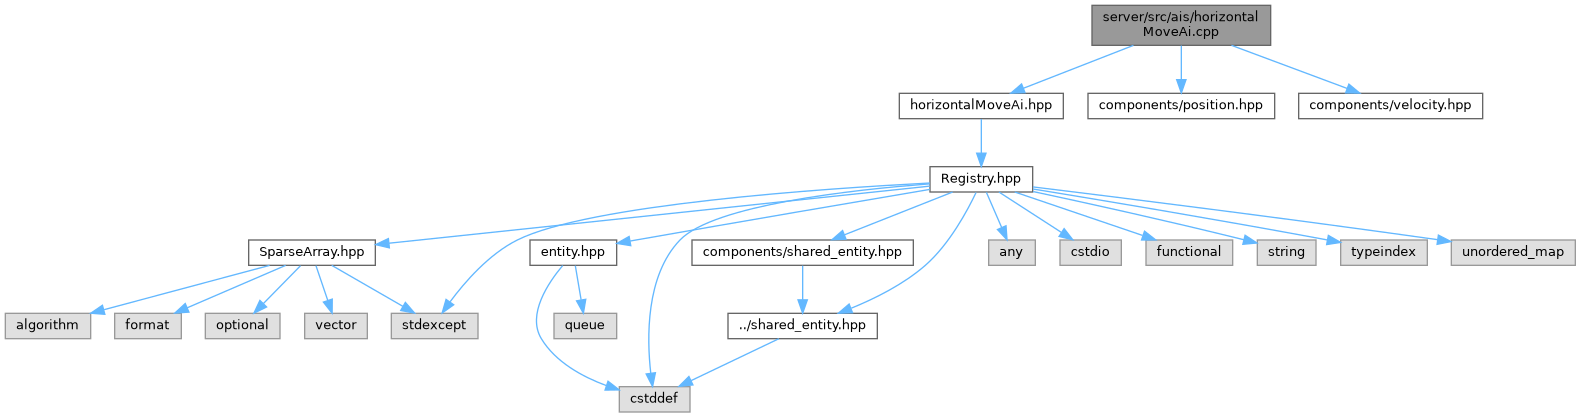 server/src/ais/horizontal
MoveAi.cpp
horizontalMoveAi.hpp
components/position.hpp
components/velocity.hpp
Registry.hpp
SparseArray.hpp
entity.hpp
components/shared_entity.hpp
any
cstdio
functional
string
typeindex
unordered_map
algorithm
format
optional
vector
stdexcept
queue
../shared_entity.hpp
cstddef